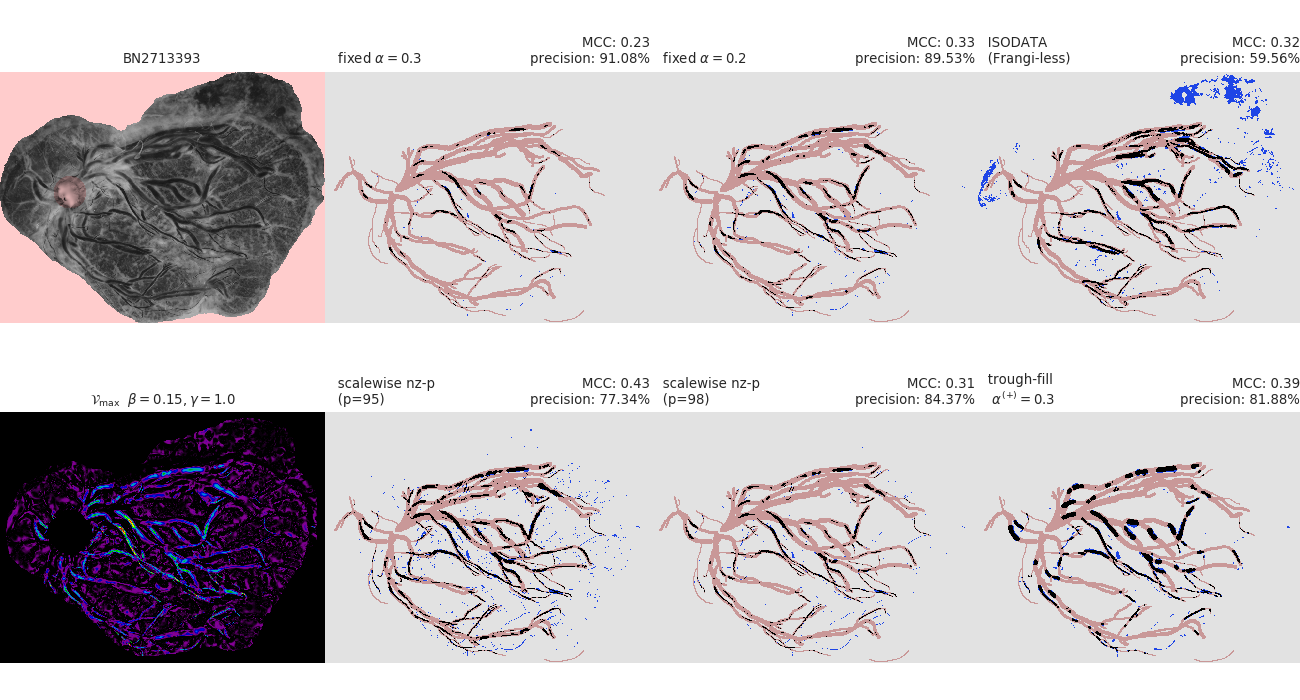 BN2713393
fixed α = 0.3
MCC: 0.23
precision: 91.08%
fixed α = 0.2
MCC: 0.33
precision: 89.53%
ISODATA
(Frangi-less)
MCC: 0.32
precision: 59.56%
𝒱max β = 0.15, γ = 1.0
scalewise nz-p
(p=95)
MCC: 0.43
precision: 77.34%
scalewise nz-p
(p=98)
MCC: 0.31
precision: 84.37%
trough-fill
α(+) = 0.3
MCC: 0.39
precision: 81.88%